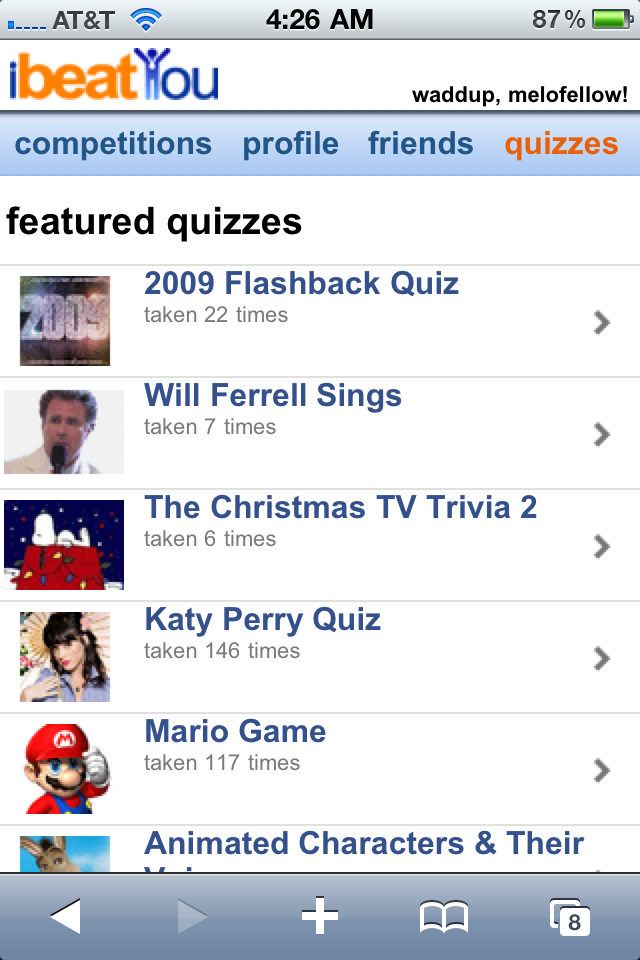 AT&T 4:26 AM 87%
ibeatyou
waddup, melofellow!
competitions profile friends quizzes
featured quizzes
2009 Flashback Quiz
taken 22 times
2009
Will Ferrell Sings
taken 7 times
The Christmas TV Trivia 2
taken 6 times
Katy Perry Quiz
taken 146 times
Mario Game
taken 117 times
M
Animated Characters & Their
8